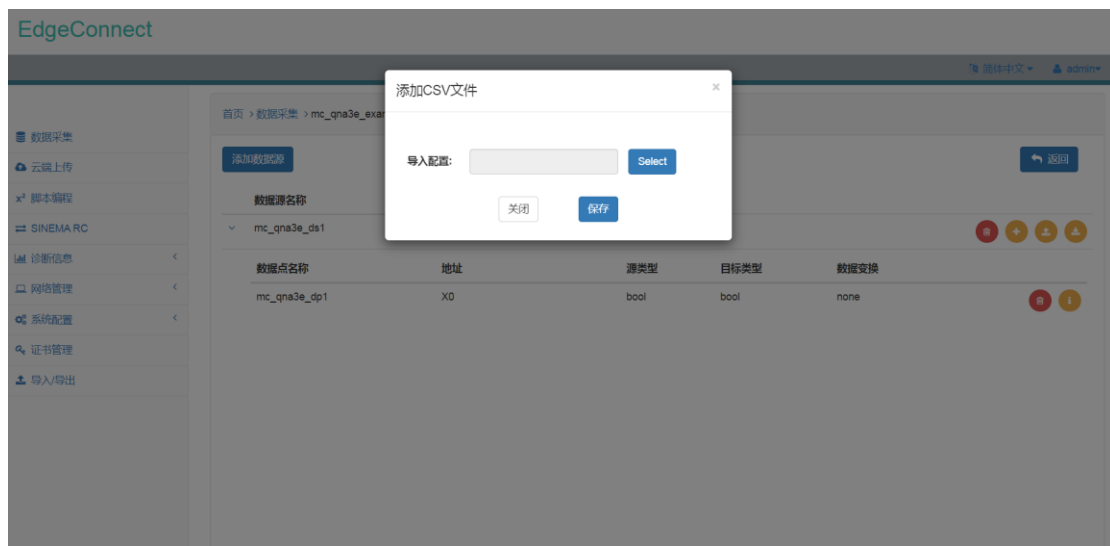 EdgeConnect
简体中文 admin
添加CSV文件 ×
首页 > 数据采集 > mc_qna3e_exa
数据采集
云端上传
x² 脚本编程
SINEMA RC
诊断信息
网络管理
系统配置
证书管理
导入/导出
添加数据源
导入配置: Select
返回
关闭 保存
数据源名称
mc_qna3e_ds1
数据点名称 地址 源类型 目标类型 数据变换
mc_qna3e_dp1 X0 bool bool none